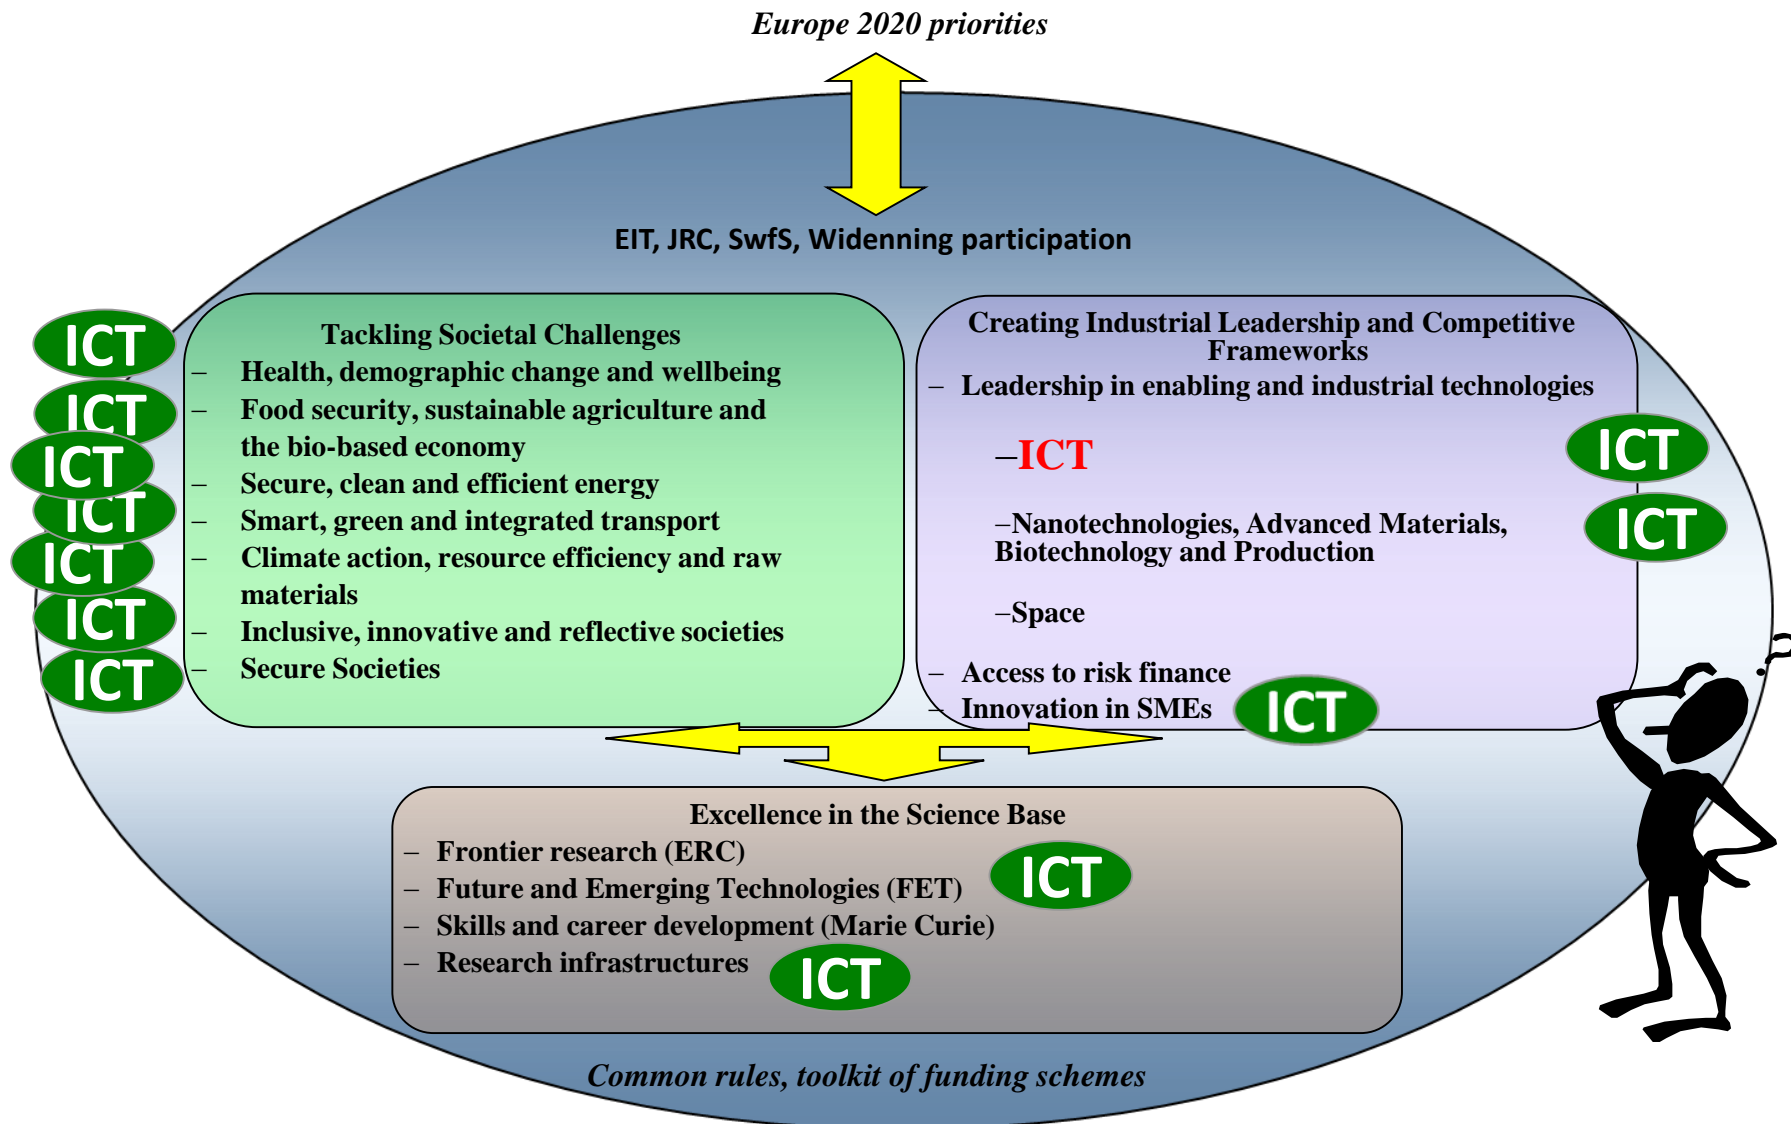 Europe 2020 priorities
EIT, JRC, SwfS, Widenning participation
Tackling Societal Challenges
– Health, demographic change and wellbeing
– Food security, sustainable agriculture and
the bio-based economy
– Secure, clean and efficient energy
– Smart, green and integrated transport
– Climate action, resource efficiency and raw
materials
– Inclusive, innovative and reflective societies
– Secure Societies
ICT
ICT
ICT
ICT
ICT
ICT
ICT
Creating Industrial Leadership and Competitive
Frameworks
– Leadership in enabling and industrial technologies
–ICT
ICT
–Nanotechnologies, Advanced Materials,
Biotechnology and Production
ICT
–Space
– Access to risk finance
– Innovation in SMEs
ICT
?
Excellence in the Science Base
– Frontier research (ERC)
– Future and Emerging Technologies (FET)
ICT
– Skills and career development (Marie Curie)
– Research infrastructures
ICT
Common rules, toolkit of funding schemes